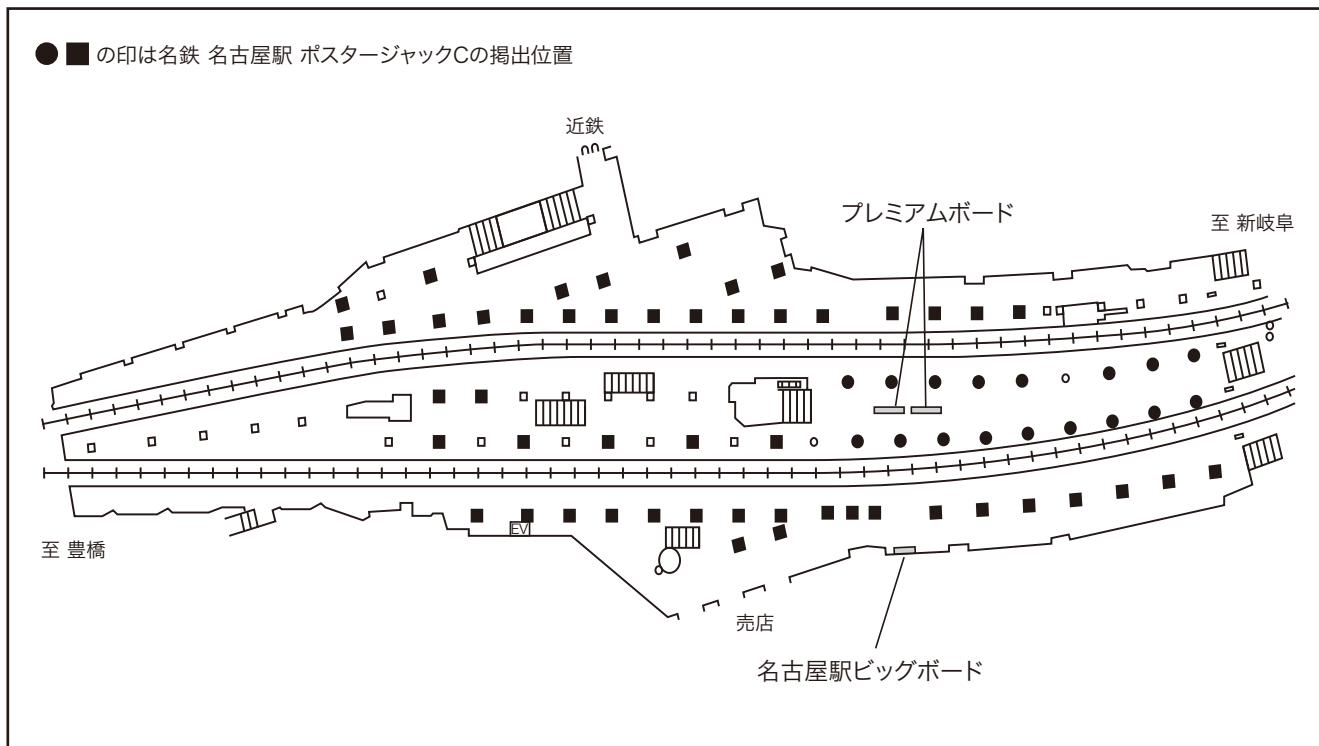 ●■ の印は名鉄 名古屋駅 ポスタージャックCの掲出位置
近鉄
プレミアムボード
至 新岐阜
至 豊橋
EV
売店
名古屋駅ビッグボード